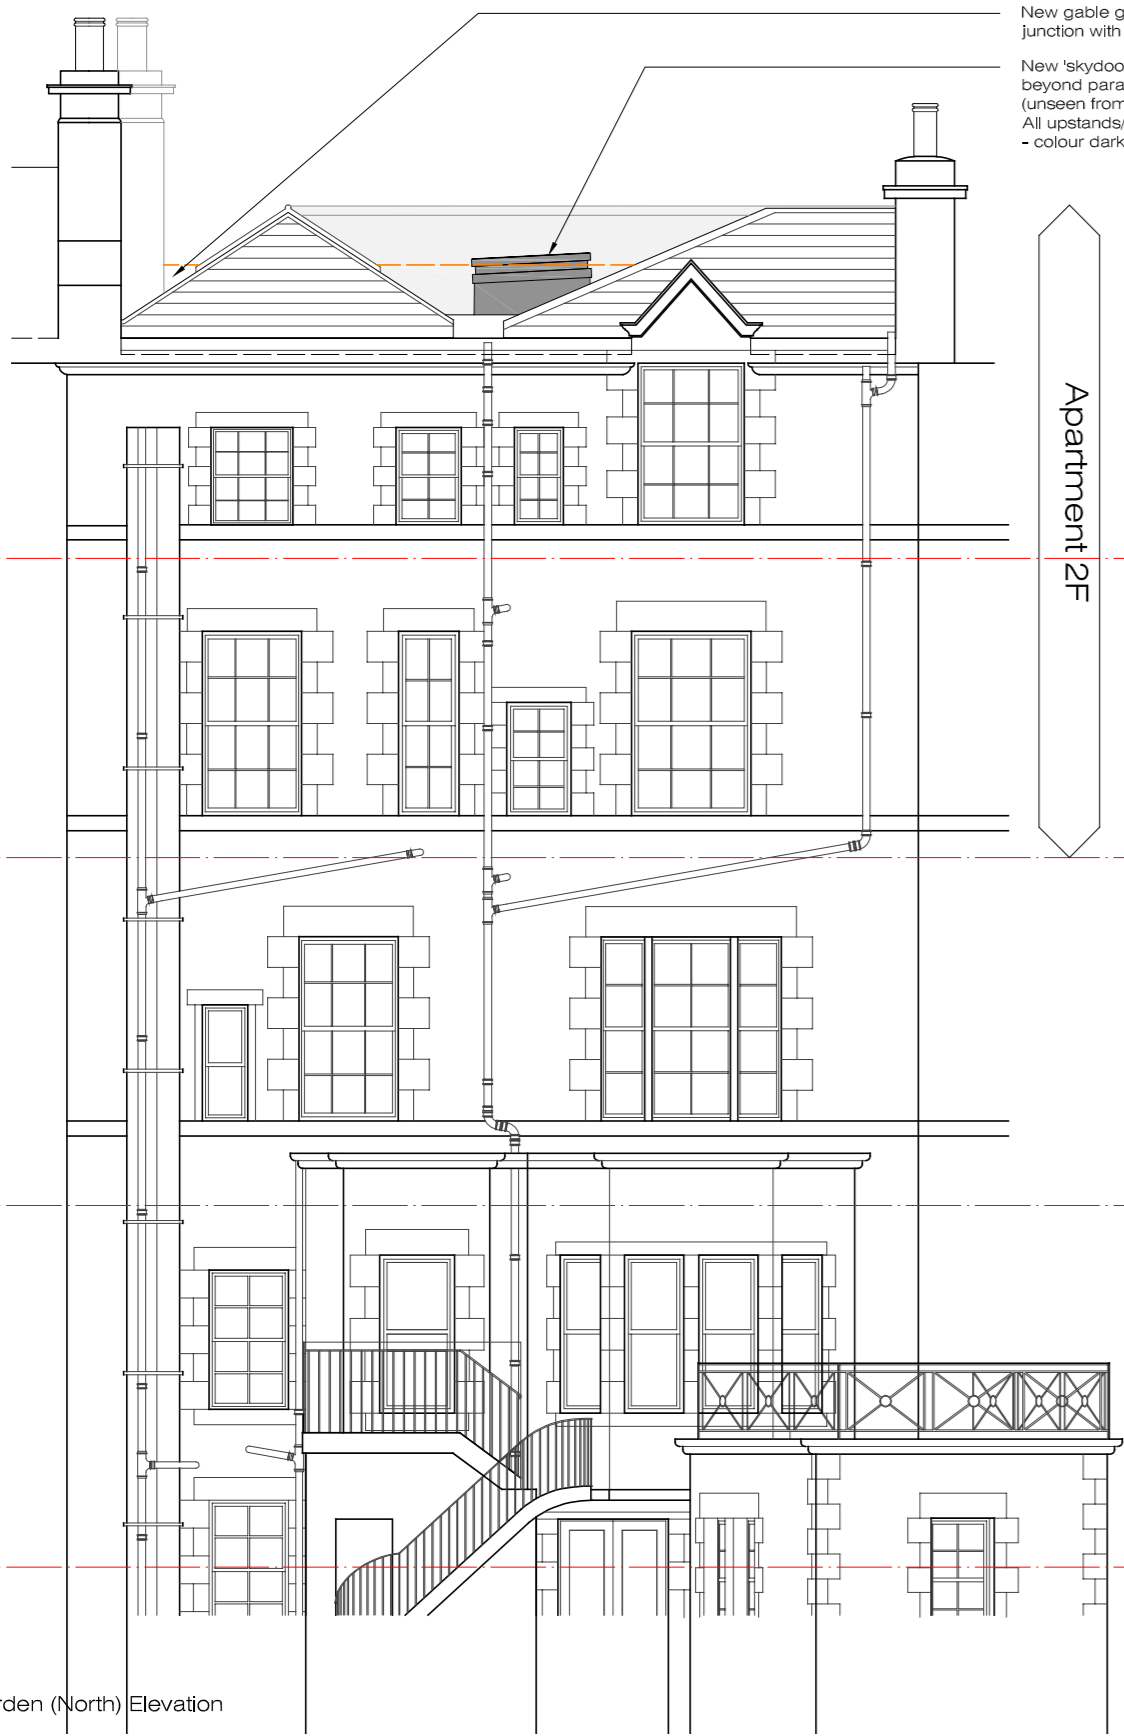 New gable g
junction with
New 'skydoo
beyond para
(unseen from
All upstands/
- colour dark
Apartment 2F
rden (North) Elevation